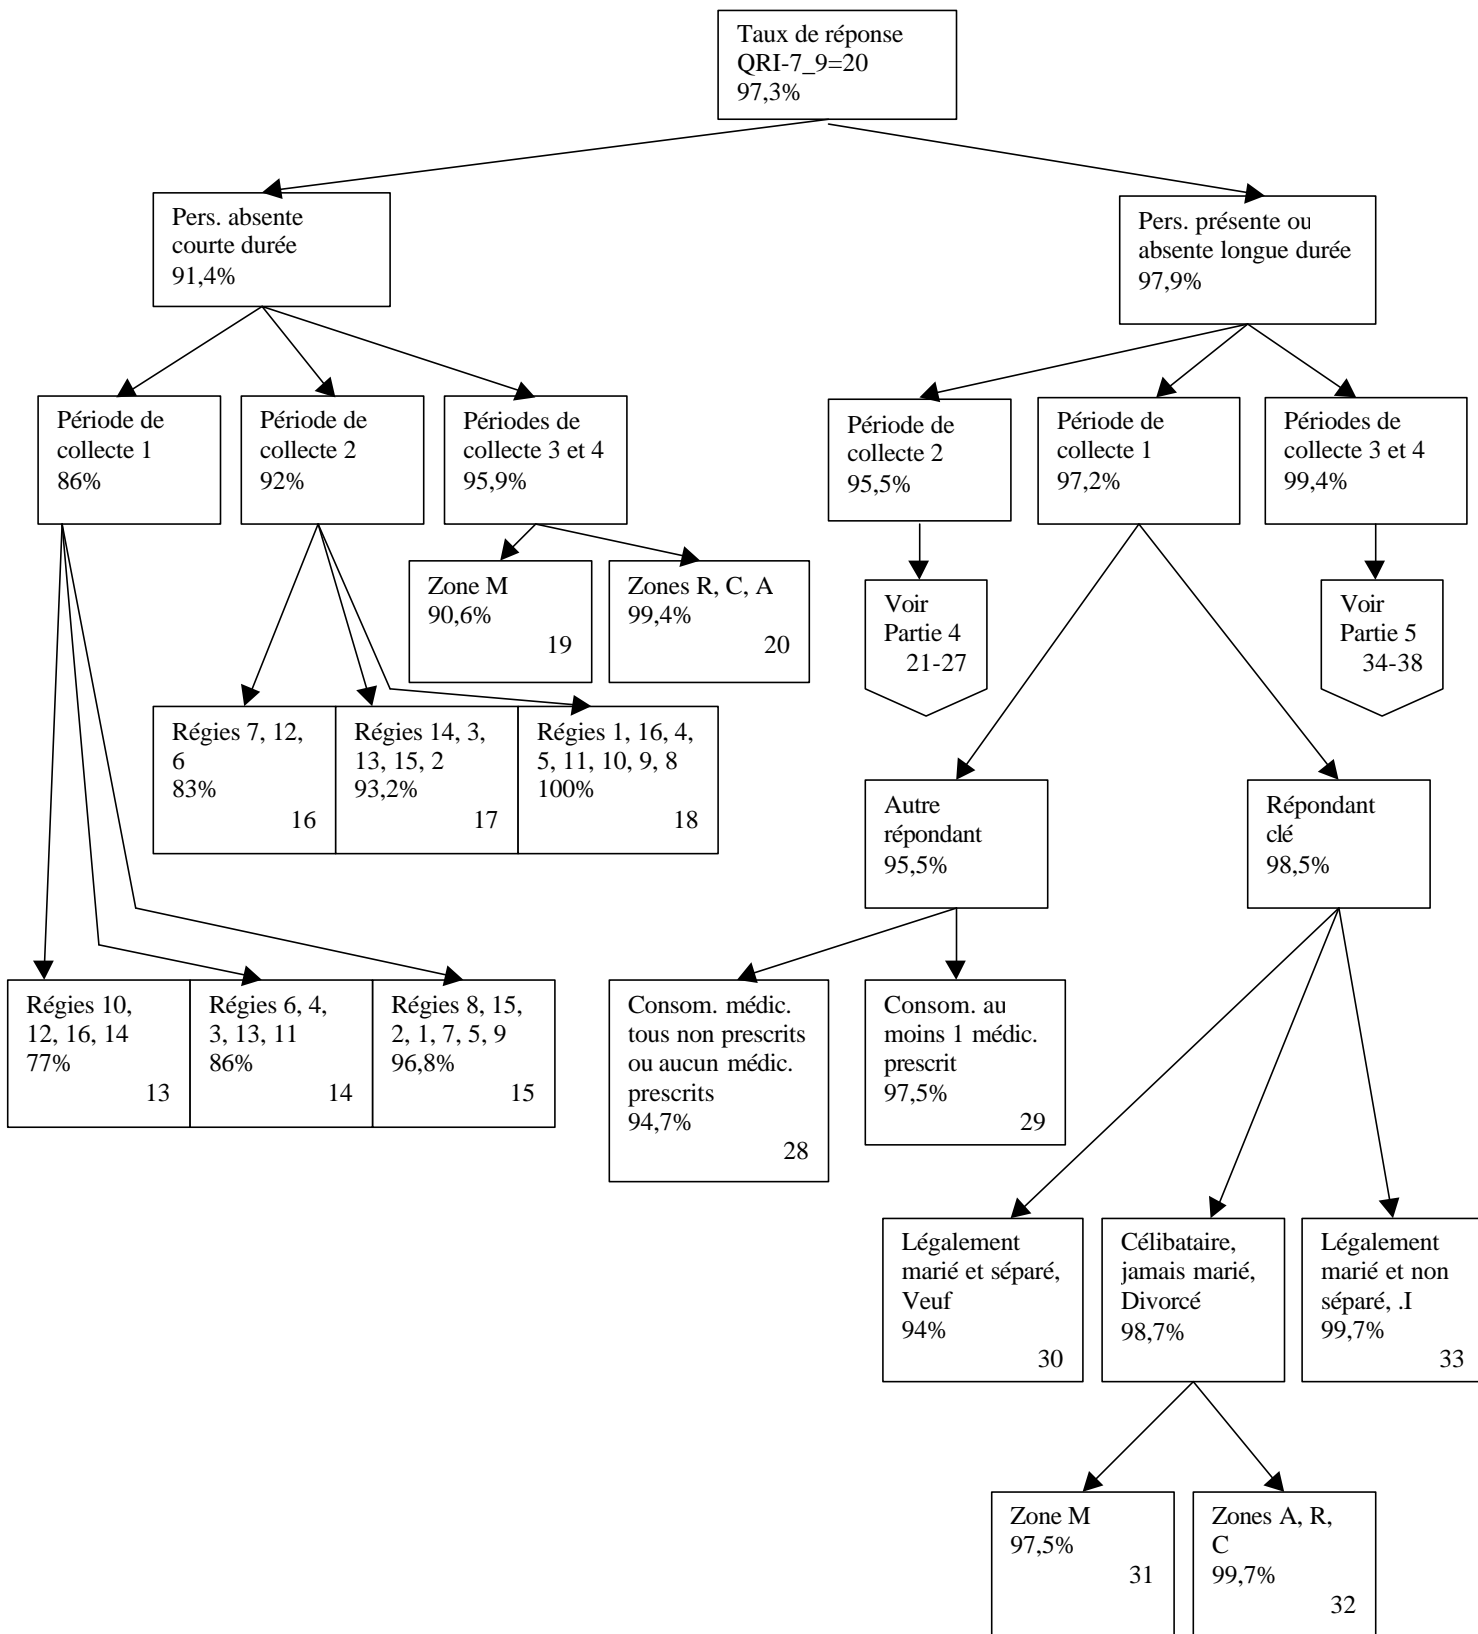 Taux de réponse
QRI-7_9=20
97,3%
Pers. absente
courte durée
91,4%
Pers. présente ou
absente longue durée
97,9%
Période de
collecte 1
86%
Période de
collecte 2
92%
Périodes de
collecte 3 et 4
95,9%
Période de
collecte 2
95,5%
Période de
collecte 1
97,2%
Périodes de
collecte 3 et 4
99,4%
Zone M
90,6%
19
Zones R, C, A
99,4%
20
Voir
Partie 4
21-27
Voir
Partie 5
34-38
Régies 7, 12,
6
83%
16
Régies 14, 3,
13, 15, 2
93,2%
17
Régies 1, 16, 4,
5, 11, 10, 9, 8
100%
18
Autre
répondant
95,5%
Répondant
clé
98,5%
Régies 10,
12, 16, 14
77%
13
Régies 6, 4,
3, 13, 11
86%
14
Régies 8, 15,
2, 1, 7, 5, 9
96,8%
15
Consom. médic.
tous non prescrits
ou aucun médic.
prescrits
94,7%
28
Consom. au
moins 1 médic.
prescrit
97,5%
29
Légalement
marié et séparé,
Veuf
94%
30
Célibataire,
jamais marié,
Divorcé
98,7%
Légalement
marié et non
séparé, .I
99,7%
33
Zone M
97,5%
31
Zones A, R,
C
99,7%
32